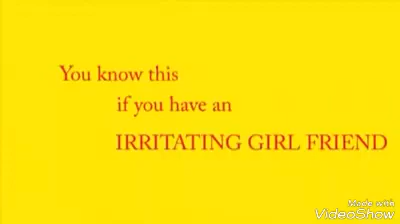 You know this
if you have an
IRRITATING GIRL FRIEND
Made with
VideoShow